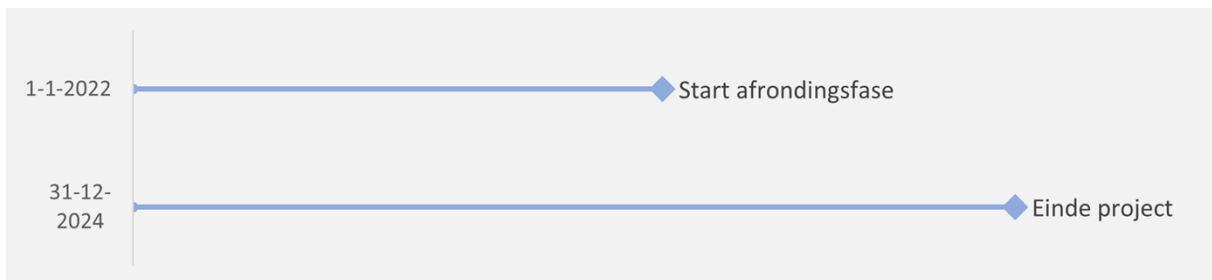 1-1-2022
Start afrondingsfase
31-12-
2024
Einde project